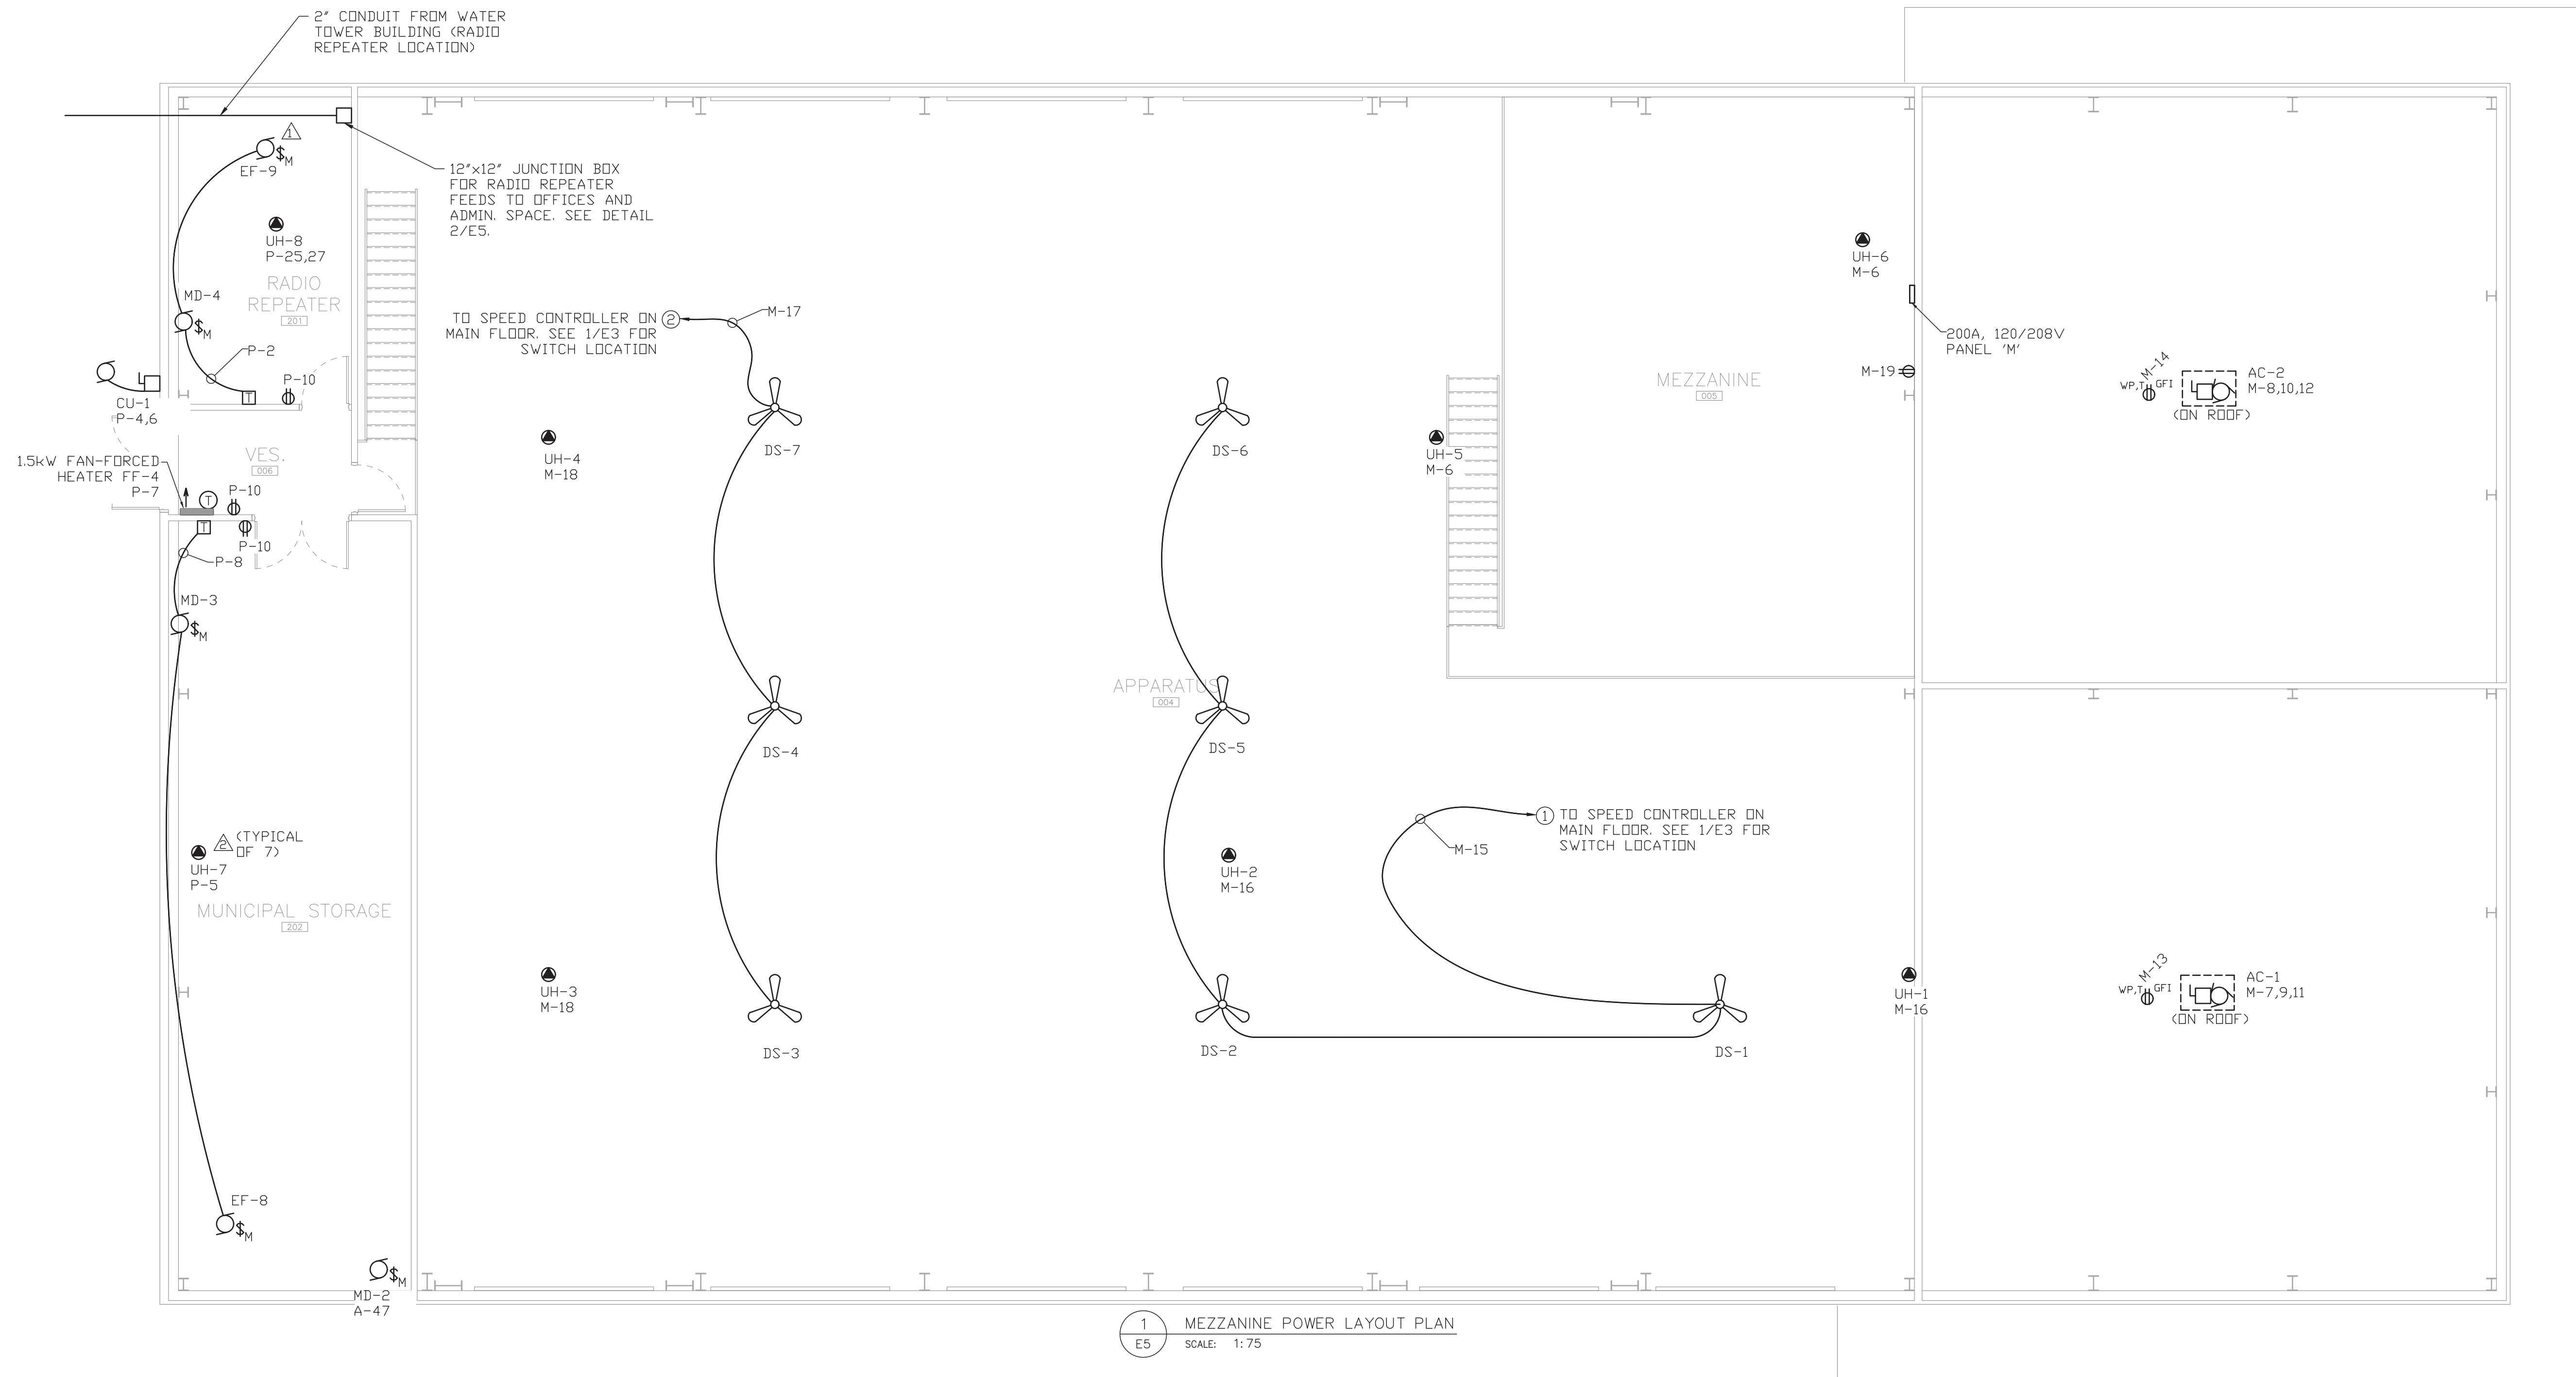 2" CONDUIT FROM WATER
TOWER BUILDING (RADIO
REPEATER LOCATION)
1
$M
EF-9
12"x12" JUNCTION BOX
FOR RADIO REPEATER
FEEDS TO OFFICES AND
ADMIN. SPACE. SEE DETAIL
2/E5.
UH-8
P-25,27
RADIO
REPEATER
201
MD-4
$M
P-2
P-10
T
CU-1
P-4,6
VES.
006
1.5kW FAN-FORCED
HEATER FF-4
P-7
T
P-10
T
P-10
P-8
MD-3
$M
2
(TYPICAL
OF 7)
UH-7
P-5
MUNICIPAL STORAGE
202
EF-8
$M
$M
MD-2
A-47
TO SPEED CONTROLLER ON
MAIN FLOOR. SEE 1/E3 FOR
SWITCH LOCATION
2
M-17
UH-4
M-18
DS-7
DS-6
UH-5
M-6
APPARATUS
004
DS-4
DS-5
UH-2
M-16
UH-3
M-18
DS-3
DS-2
DS-1
M-15
1
TO SPEED CONTROLLER ON
MAIN FLOOR. SEE 1/E3 FOR
SWITCH LOCATION
UH-1
M-16
MEZZANINE
005
UH-6
M-6
200A, 120/208V
PANEL 'M'
M-19
M-14
WP,T
GFI
AC-2
M-8,10,12
(ON ROOF)
M-13
WP,T
GFI
AC-1
M-7,9,11
(ON ROOF)
1
E5
MEZZANINE POWER LAYOUT PLAN
SCALE: 1:75